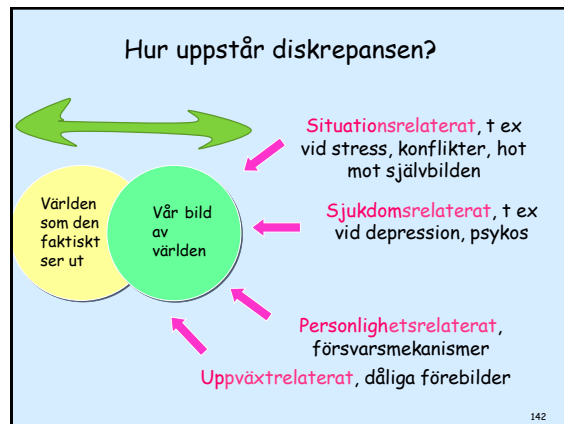 Hur uppstår diskrepansen?
Situationsrelaterat, t ex
vid stress, konflikter, hot
mot självbilden
Världen
som den
faktiskt
ser ut
Vår bild
av
världen
Sjukdomsrelaterat, t ex
vid depression, psykos
Personlighetsrelaterat,
försvarsmekanismer
Uppväxtrelaterat, dåliga förebilder
142